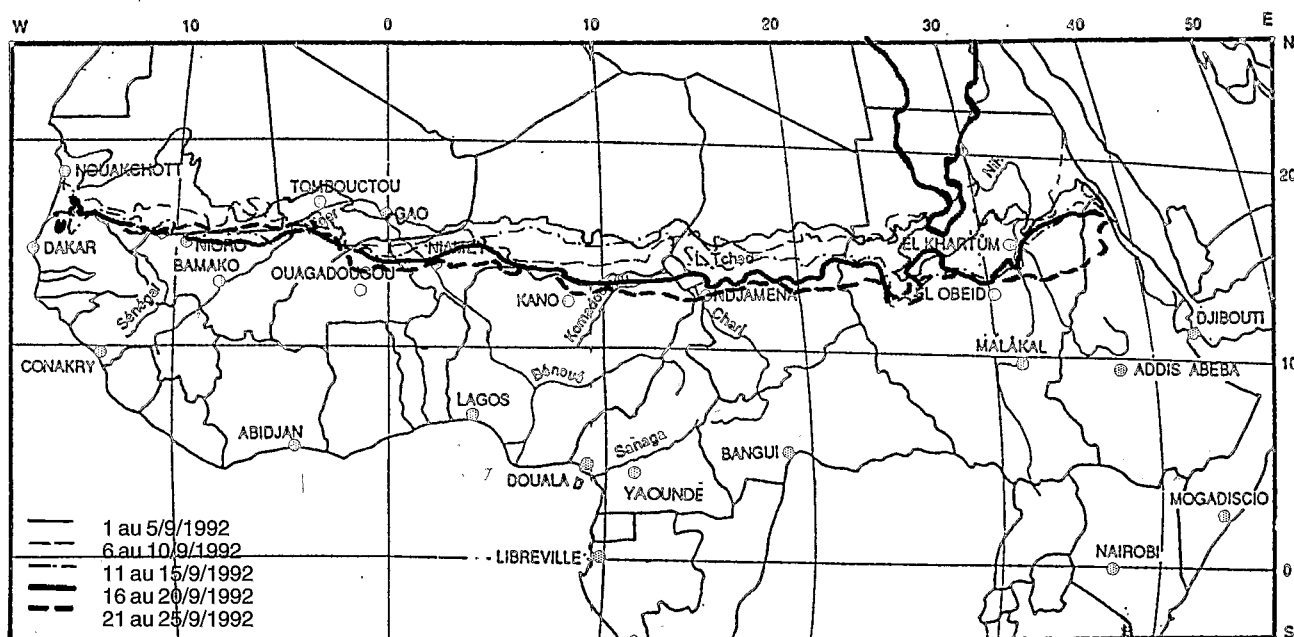 W 10 0 10 20 30 40 50 E
N
NOUAKCHOTT
TOMBOUCTOU
Nil
20
GAO
DAKAR
NIORO
NIAMEY
L. Tchad
EL KHARTUM
BAMAKO
OUAGADOUGOU
Sénégal
KANO
Komadou
NDJAMENA
EL OBEID
DJIBOUTI
Chari
CONAKRY
MALAKAL
10
Bénoué
ADDIS ABEBA
LAGOS
ABIDJAN
Sanaga
BANGUI
DOUALA
YAOUNDÉ
MOGADISCIO
1 au 5/9/1992
6 au 10/9/1992
LIBREVILLE
NAIROBI
0
11 au 15/9/1992
16 au 20/9/1992
21 au 25/9/1992
S